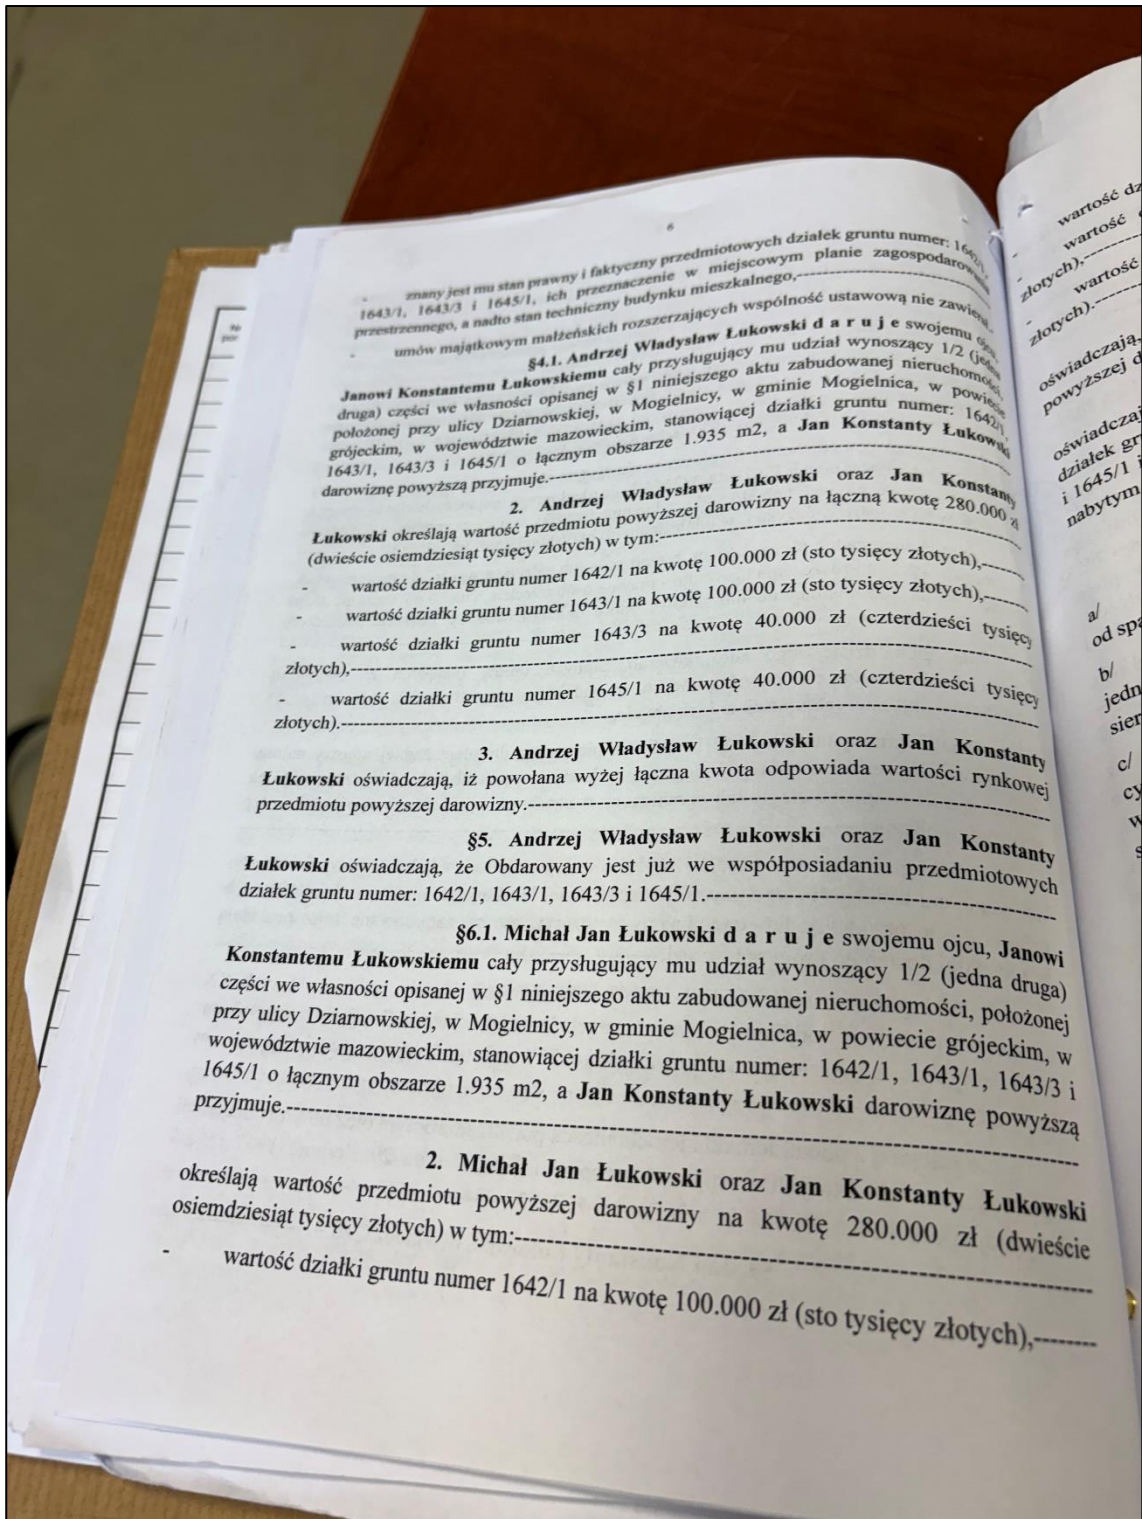 6
- znany jest mu stan prawny i faktyczny przedmiotowych działek gruntu numer: 1642/1,
1643/1, 1643/3 i 1645/1, ich przeznaczenie w miejscowym planie zagospodarowania
przestrzennego, a nadto stan techniczny budynku mieszkalnego,
- umów majątkowym małżeńskich rozszerzających wspólność ustawową nie zawierał.
§4.1. Andrzej Władysław Łukowski d a r u j e swojemu ojcu,
Janowi Konstantemu Łukowskiemu cały przysługujący mu udział wynoszący 1/2 (jedna
druga) części we własności opisanej w §1 niniejszego aktu zabudowanej nieruchomości,
położonej przy ulicy Dziarnowskiej, w Mogielnicy, w gminie Mogielnica, w powiecie
grójeckim, w województwie mazowieckim, stanowiącej działki gruntu numer: 1642/1,
1643/1, 1643/3 i 1645/1 o łącznym obszarze 1.935 m2, a Jan Konstanty Łukowski
darowiznę powyższą przyjmuje.
2. Andrzej Władysław Łukowski oraz Jan Konstanty
Łukowski określają wartość przedmiotu powyższej darowizny na łączną kwotę 280.000 zł
(dwieście osiemdziesiąt tysięcy złotych) w tym:
- wartość działki gruntu numer 1642/1 na kwotę 100.000 zł (sto tysięcy złotych),
- wartość działki gruntu numer 1643/1 na kwotę 100.000 zł (sto tysięcy złotych),
- wartość działki gruntu numer 1643/3 na kwotę 40.000 zł (czterdzieści tysięcy
złotych),
- wartość działki gruntu numer 1645/1 na kwotę 40.000 zł (czterdzieści tysięcy
złotych).
3. Andrzej Władysław Łukowski oraz Jan Konstanty
Łukowski oświadczają, iż powołana wyżej łączna kwota odpowiada wartości rynkowej
przedmiotu powyższej darowizny.
§5. Andrzej Władysław Łukowski oraz Jan Konstanty
Łukowski oświadczają, że Obdarowany jest już we współposiadaniu przedmiotowych
działek gruntu numer: 1642/1, 1643/1, 1643/3 i 1645/1.
§6.1. Michał Jan Łukowski d a r u j e swojemu ojcu, Janowi
Konstantemu Łukowskiemu cały przysługujący mu udział wynoszący 1/2 (jedna druga)
części we własności opisanej w §1 niniejszego aktu zabudowanej nieruchomości, położonej
przy ulicy Dziarnowskiej, w Mogielnicy, w gminie Mogielnica, w powiecie grójeckim, w
województwie mazowieckim, stanowiącej działki gruntu numer: 1642/1, 1643/1, 1643/3 i
1645/1 o łącznym obszarze 1.935 m2, a Jan Konstanty Łukowski darowiznę powyższą
przyjmuje.
2. Michał Jan Łukowski oraz Jan Konstanty Łukowski
określają wartość przedmiotu powyższej darowizny na kwotę 280.000 zł (dwieście
osiemdziesiąt tysięcy złotych) w tym:
- wartość działki gruntu numer 1642/1 na kwotę 100.000 zł (sto tysięcy złotych),
wartość
- wartość
złotych),
- wartość
złotych).
oświadczają,
powyższej
działek
i 1645/1
nabytym
a/
od
b/
c/